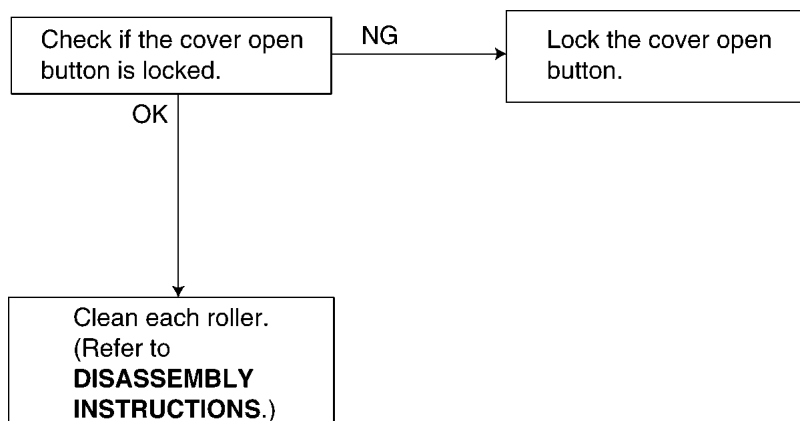 Check if the cover open
button is locked.
NG
Lock the cover open
button.
OK
Clean each roller.
(Refer to
DISASSEMBLY
INSTRUCTIONS.)